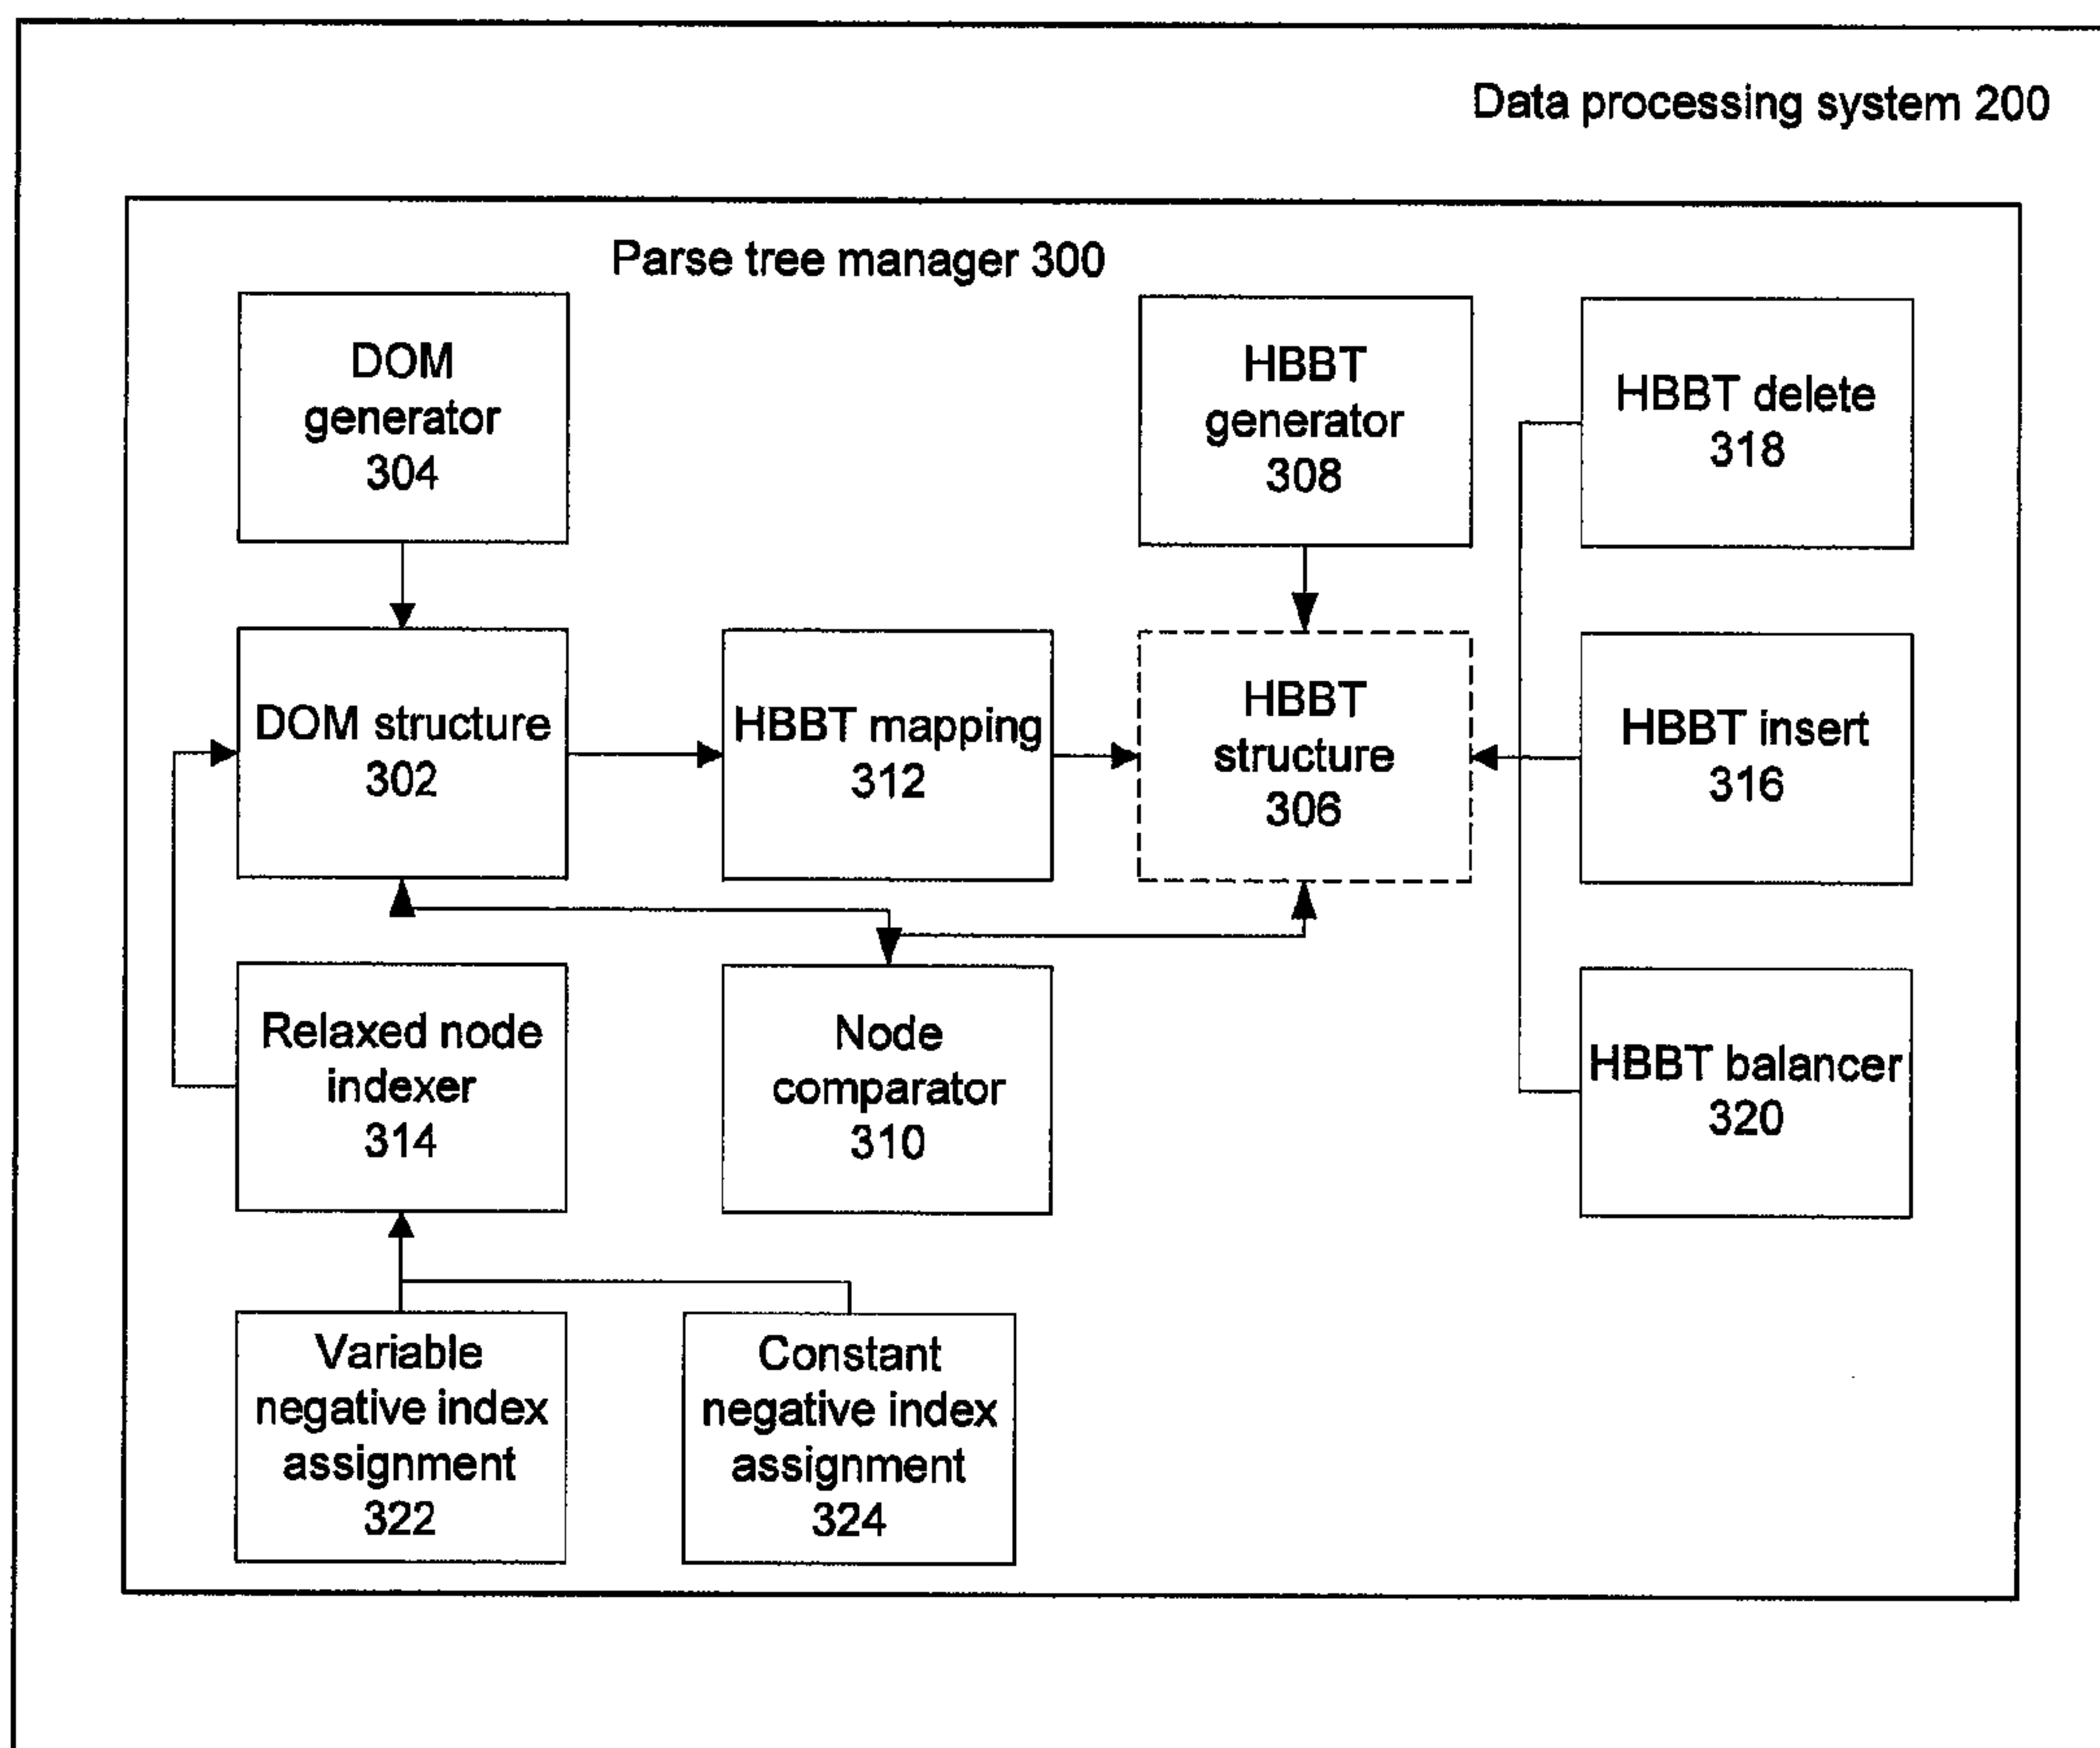 Data processing system 200
Parse tree manager 300
DOM
generator
304
HBBT
generator
308
HBBT delete
318
DOM structure
302
HBBT mapping
312
HBBT
structure
306
HBBT insert
316
Relaxed node
indexer
314
Node
comparator
310
HBBT balancer
320
Variable
negative index
assignment
322
Constant
negative index
assignment
324